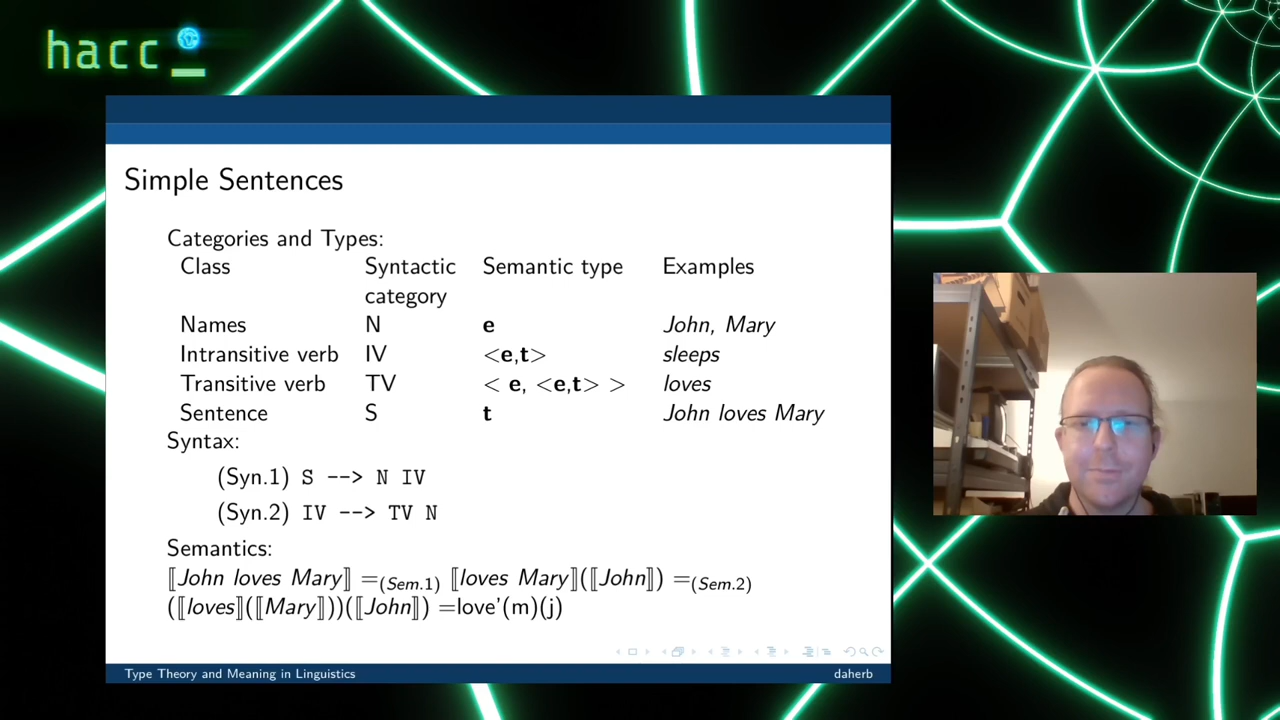 hacc
Simple Sentences
Categories and Types:
Class Syntactic category Semantic type Examples
Names N e John, Mary
Intransitive verb IV <e,t> sleeps
Transitive verb TV < e, <e,t> > loves
Sentence S t John loves Mary
Syntax:
(Syn.1) S --> N IV
(Syn.2) IV --> TV N
Semantics:
⟦John loves Mary⟧ =(Sem.1) ⟦loves Mary⟧(⟦John⟧) =(Sem.2)
(⟦loves⟧(⟦Mary⟧))(⟦John⟧) =love’(m)(j)
Type Theory and Meaning in Linguistics daherb